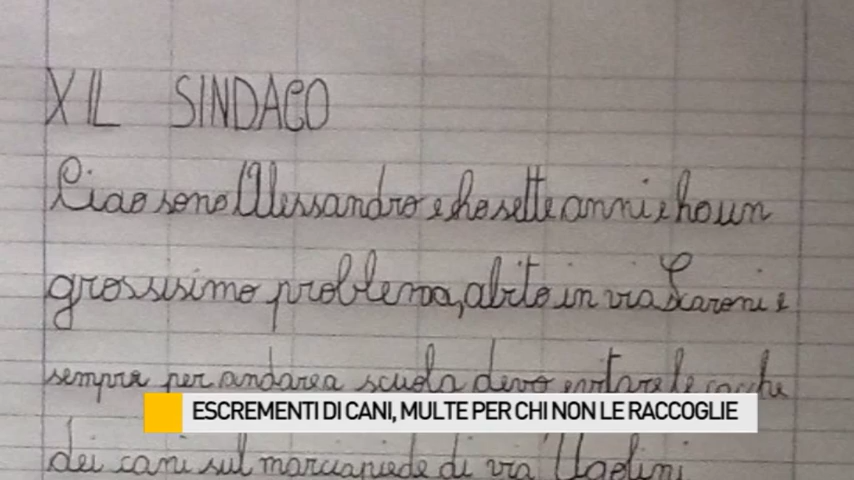 X IL SINDACO
Ciao sono Alessandro e ho sette anni e ho un
grossisimo problema, abito in via Scaroni e
sempre per andare a scuola devo evitare le cacche
ESCREMENTI DI CANI, MULTE PER CHI NON LE RACCOGLIE
dei cani sul marciapiede di via Ugolini